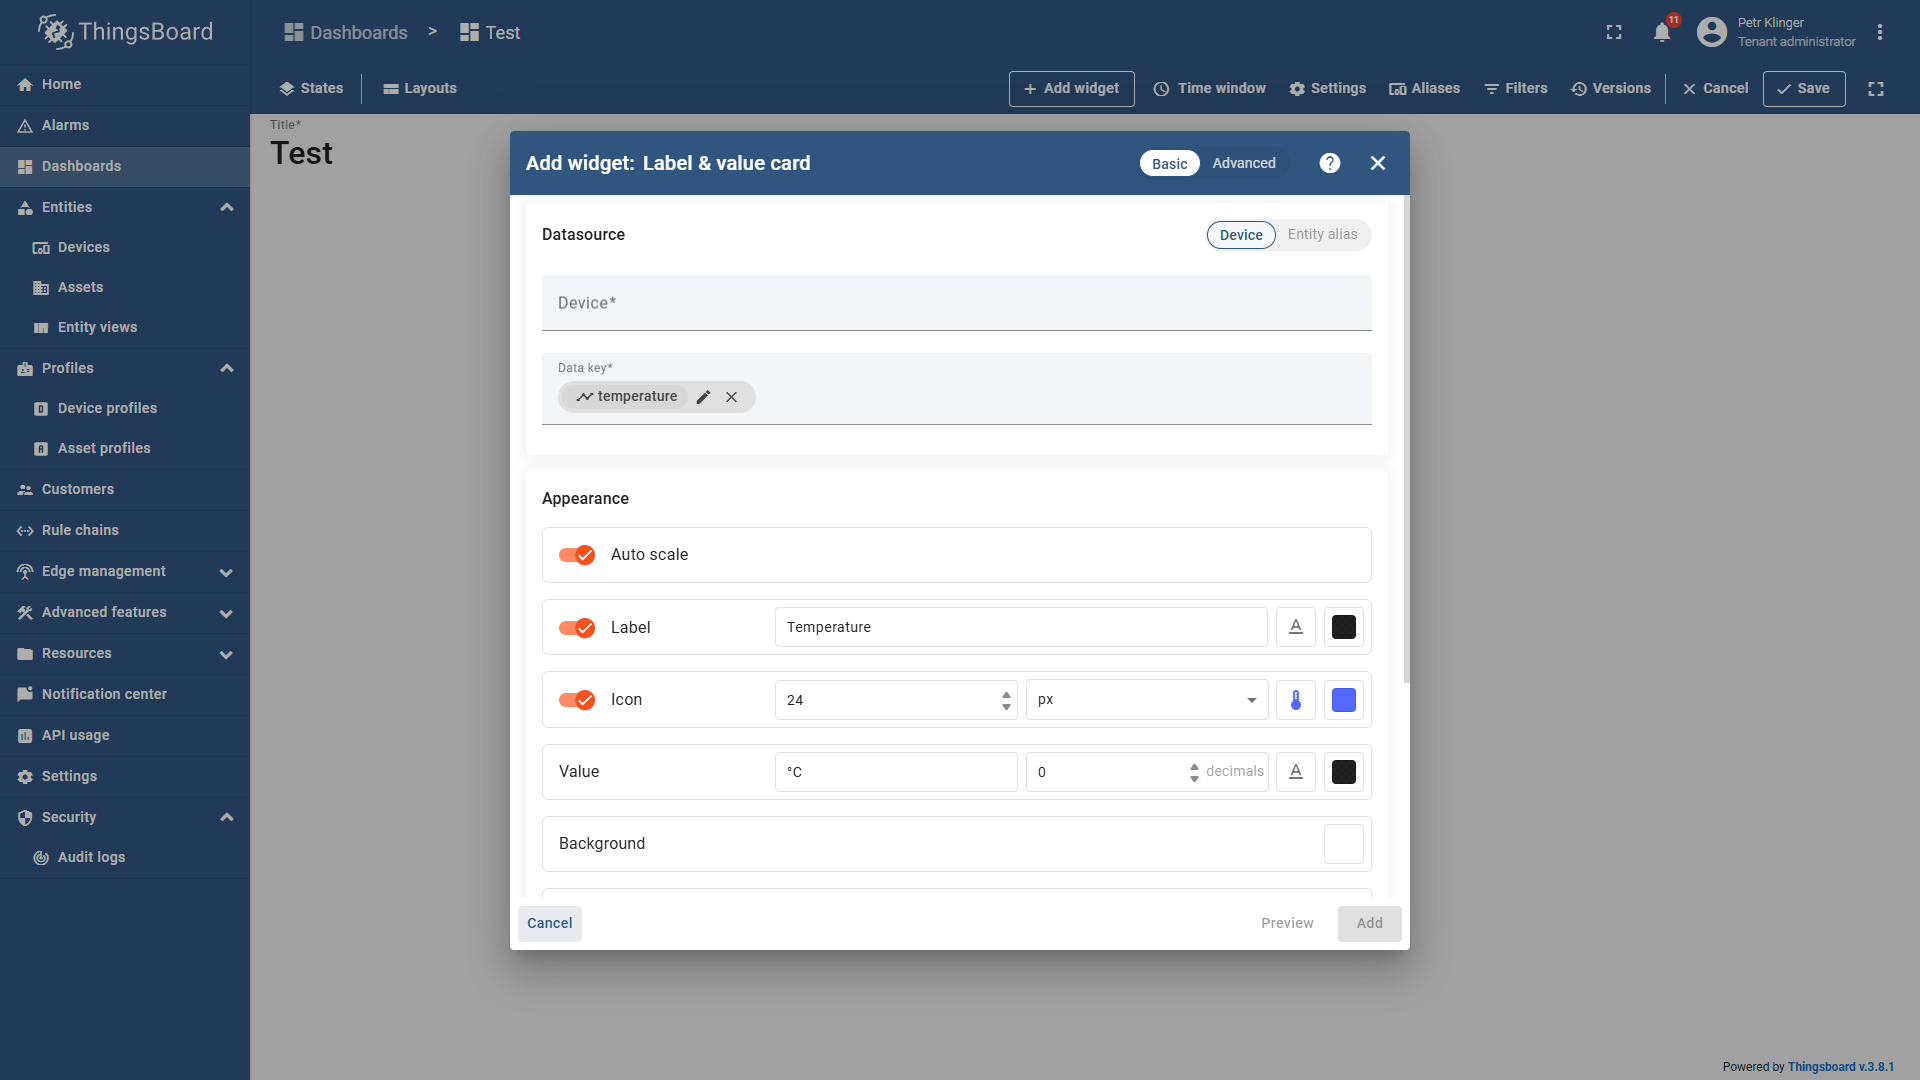 ThingsBoard
Dashboards > Test
11
Petr Klinger
Tenant administrator
States
Layouts
+ Add widget
Time window
Settings
Aliases
Filters
Versions
Cancel
Save
Home
Alarms
Dashboards
Entities
Devices
Assets
Entity views
Profiles
Device profiles
Asset profiles
Customers
Rule chains
Edge management
Advanced features
Resources
Notification center
API usage
Settings
Security
Audit logs
Title*
Test
Add widget: Label & value card
Basic
Advanced
?
Datasource
Device
Entity alias
Device*
Data key*
temperature
Appearance
Auto scale
Label
Temperature
A
Icon
24
px
Value
°C
0
decimals
A
Background
Cancel
Preview
Add
Powered by Thingsboard v.3.8.1